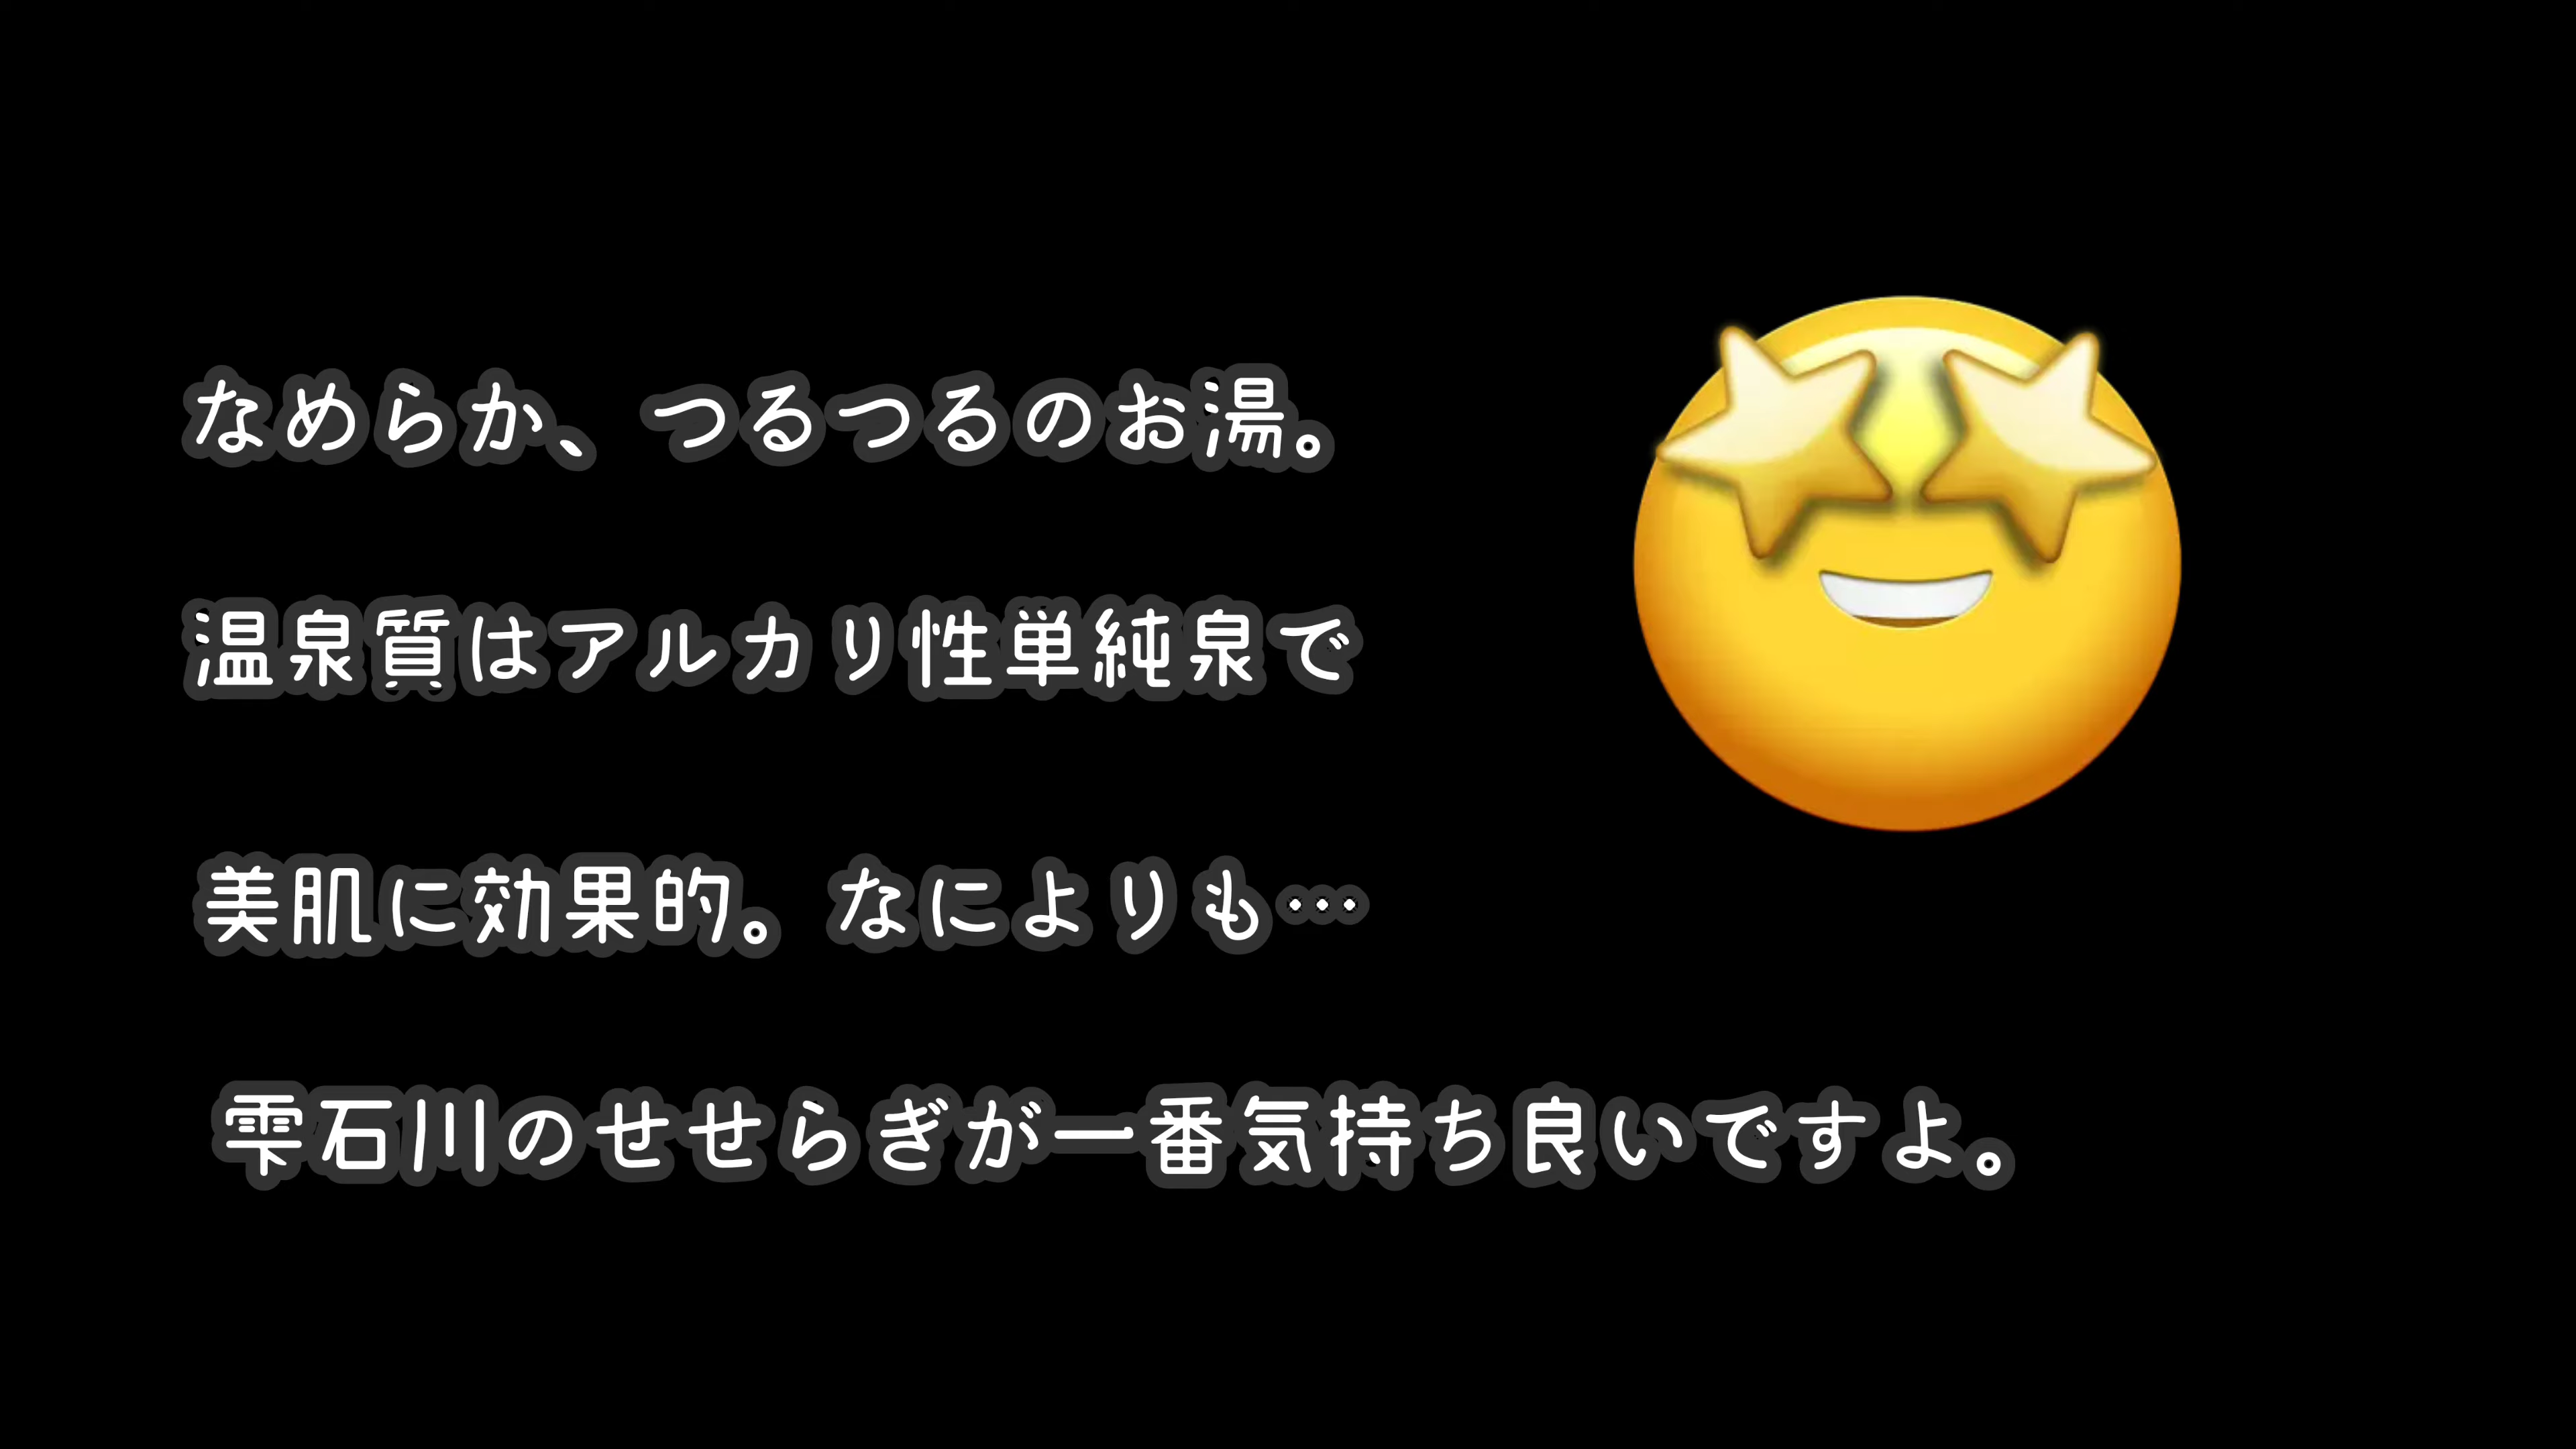 なめらか、つるつるのお湯。
温泉質はアルカリ性単純泉で
美肌に効果的。なによりも…
雫石川のせせらぎが一番気持ち良いですよ。